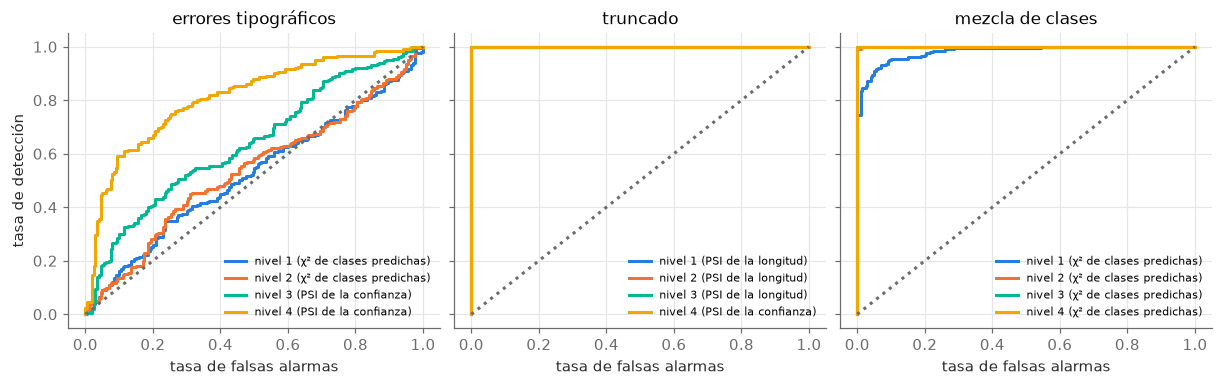 errores tipográficos
truncado
mezcla de clases
tasa de detección
1.0
0.8
0.6
0.4
0.2
0.0
nivel 1 (χ² de clases predichas)
nivel 2 (χ² de clases predichas)
nivel 3 (PSI de la confianza)
nivel 4 (PSI de la confianza)
nivel 1 (PSI de la longitud)
nivel 2 (PSI de la longitud)
nivel 3 (PSI de la longitud)
nivel 4 (PSI de la confianza)
nivel 1 (χ² de clases predichas)
nivel 2 (χ² de clases predichas)
nivel 3 (χ² de clases predichas)
nivel 4 (χ² de clases predichas)
0.0 0.2 0.4 0.6 0.8 1.0
0.0 0.2 0.4 0.6 0.8 1.0
0.0 0.2 0.4 0.6 0.8 1.0
tasa de falsas alarmas
tasa de falsas alarmas
tasa de falsas alarmas